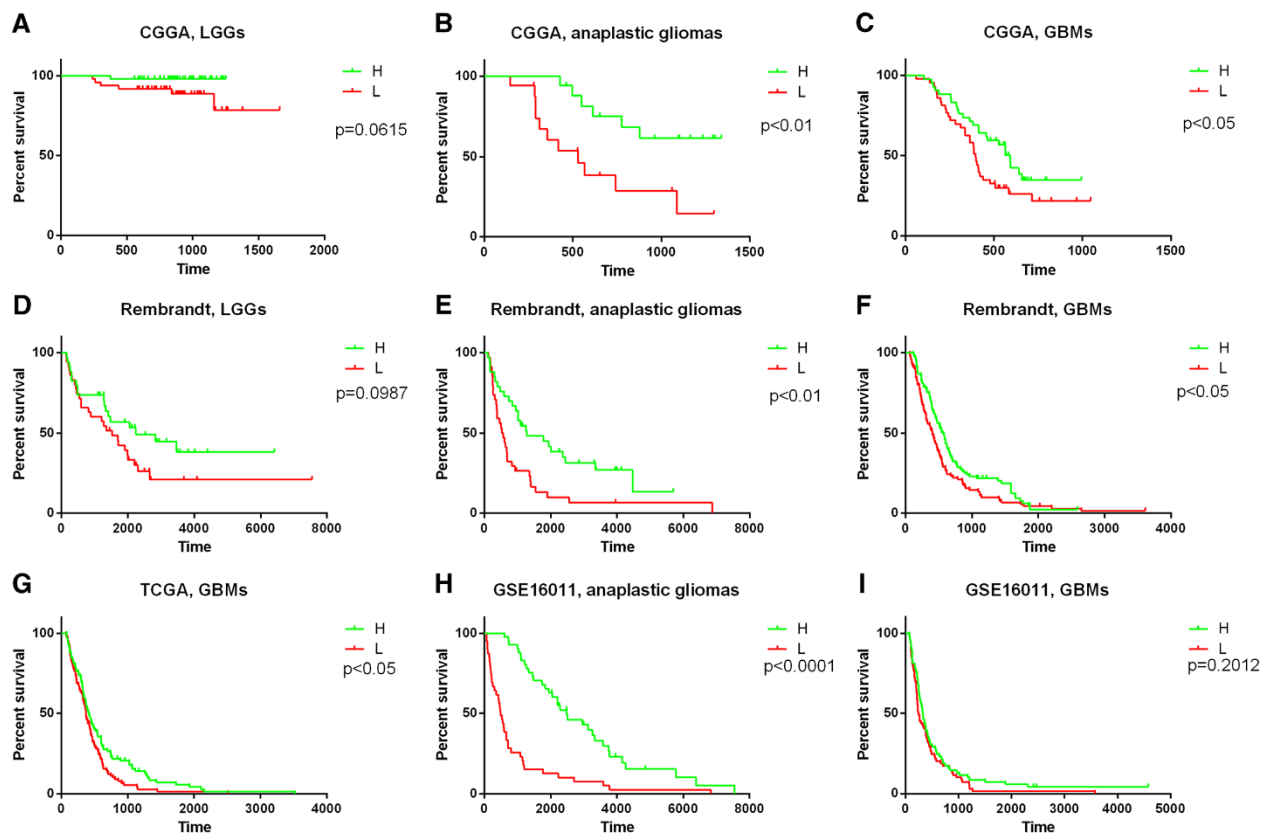 A
CGGA, LGGs
Percent survival
100
50
0
0 500 1000 1500 2000
Time
H
L
p=0.0615
B
CGGA, anaplastic gliomas
Percent survival
100
50
0
0 500 1000 1500
Time
H
L
p<0.01
C
CGGA, GBMs
Percent survival
100
50
0
0 500 1000 1500
Time
H
L
p<0.05
D
Rembrandt, LGGs
Percent survival
100
50
0
0 2000 4000 6000 8000
Time
H
L
p=0.0987
E
Rembrandt, anaplastic gliomas
Percent survival
100
50
0
0 2000 4000 6000 8000
Time
H
L
p<0.01
F
Rembrandt, GBMs
Percent survival
100
50
0
0 1000 2000 3000 4000
Time
H
L
p<0.05
G
TCGA, GBMs
Percent survival
100
50
0
0 1000 2000 3000 4000
Time
H
L
p<0.05
H
GSE16011, anaplastic gliomas
Percent survival
100
50
0
0 2000 4000 6000 8000
Time
H
L
p<0.0001
I
GSE16011, GBMs
Percent survival
100
50
0
0 1000 2000 3000 4000 5000
Time
H
L
p=0.2012